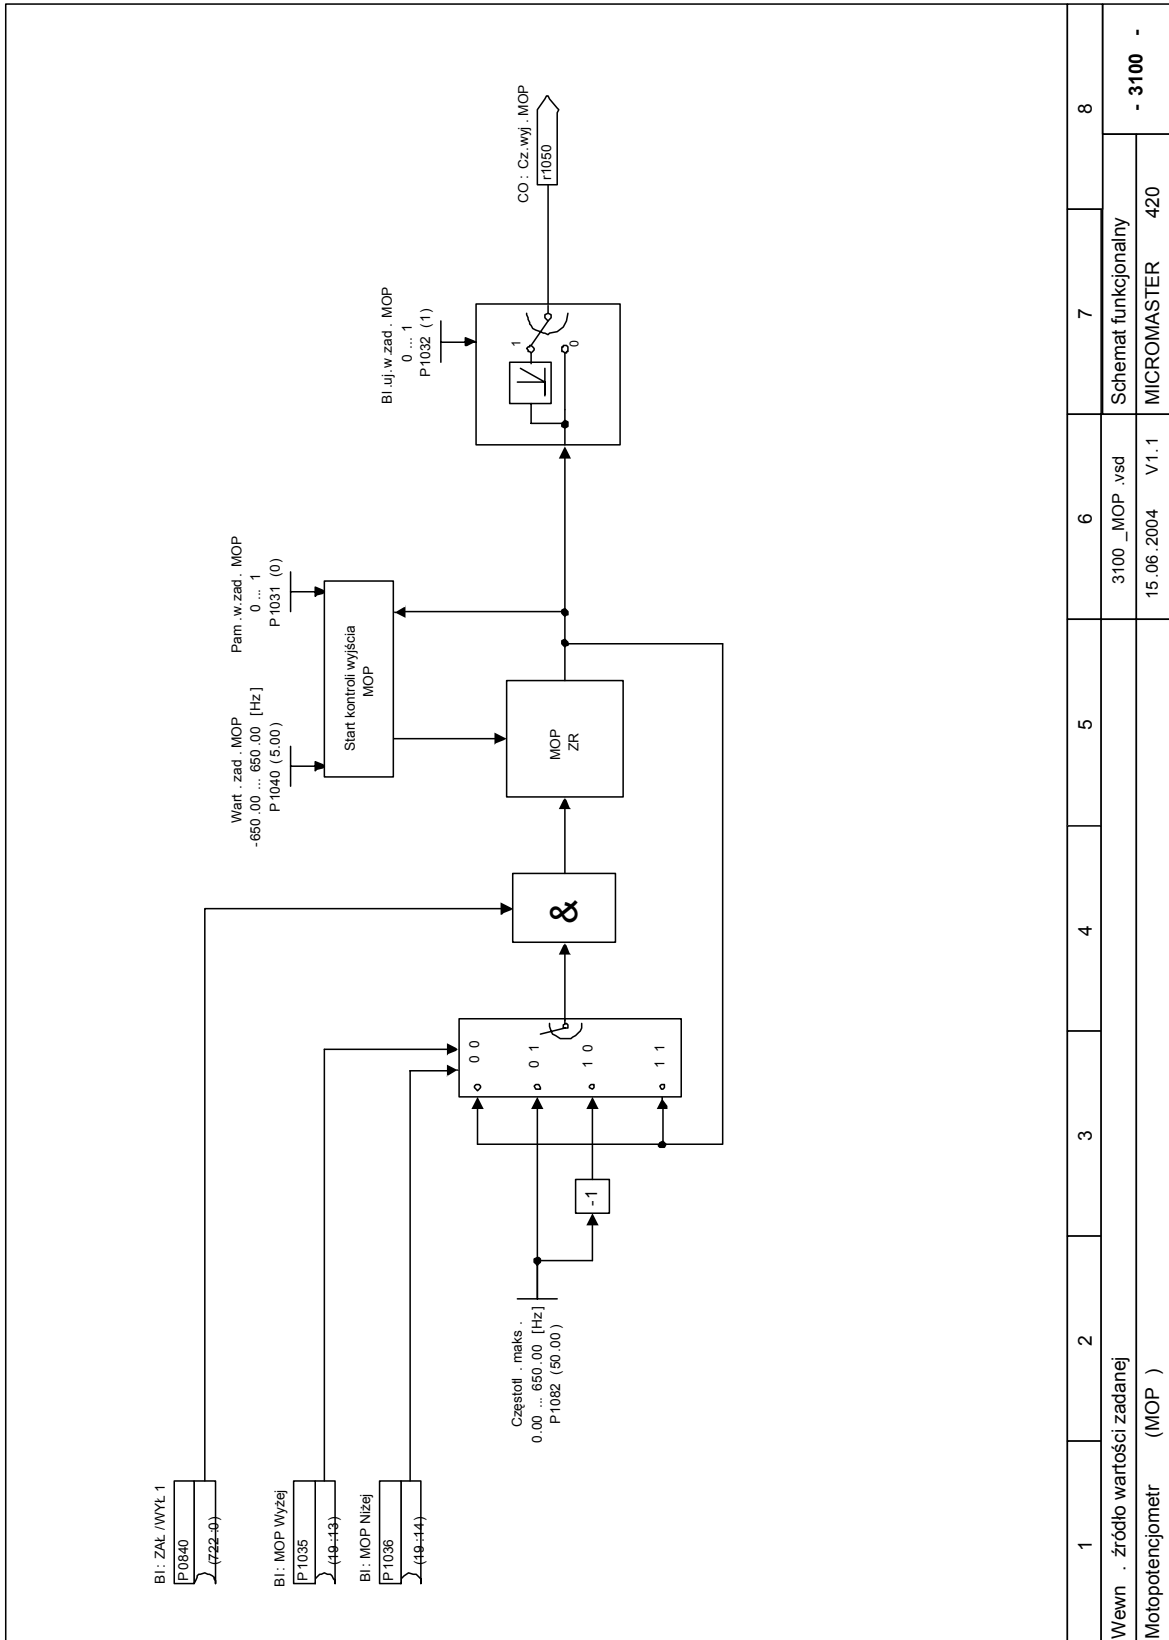 BI: ZAŁ /WYŁ 1
P0840
(722 :0)
BI: MOP Wyżej
P1035
(19 :13)
BI: MOP Niżej
P1036
(19 :14)
Częstotl . maks .
0.00 ... 650.00 [Hz]
P1082 (50.00 )
-1
0 0
0 1
1 0
1 1
&
Wart . zad . MOP
-650.00 ... 650.00 [Hz]
P1040 (5.00 )
Pam .w.zad . MOP
0 ... 1
P1031 (0)
Start kontroli wyjścia
MOP
MOP
ZR
BI.uj.w.zad . MOP
0 ... 1
P1032 (1)
1
0
CO : Cz.wyj . MOP
r1050
1 2 3 4 5 6 7 8
Wewn . źródło wartości zadanej
3100 _MOP .vsd
Schemat funkcjonalny
- 3100 -
Motopotencjometr (MOP )
15.06.2004 V1.1
MICROMASTER 420